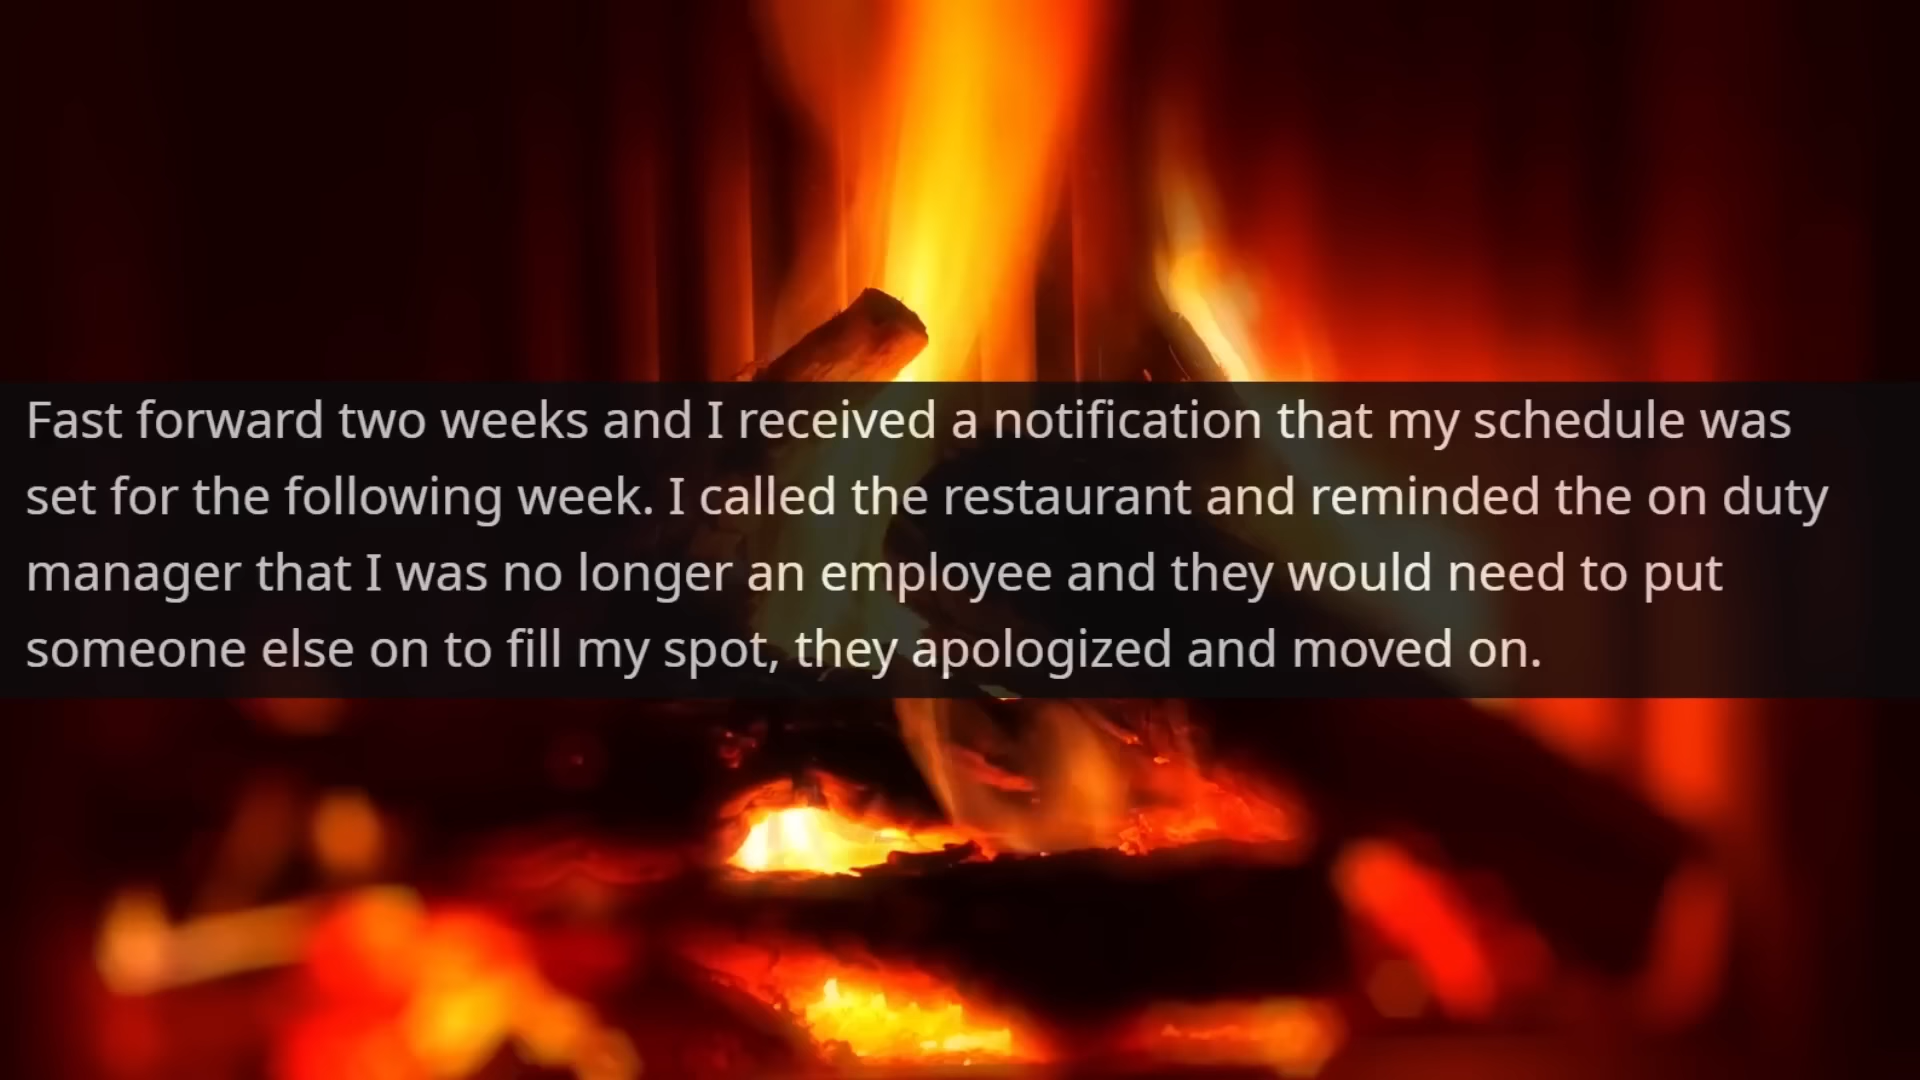 Fast forward two weeks and I received a notification that my schedule was
set for the following week. I called the restaurant and reminded the on duty
manager that I was no longer an employee and they would need to put
someone else on to fill my spot, they apologized and moved on.